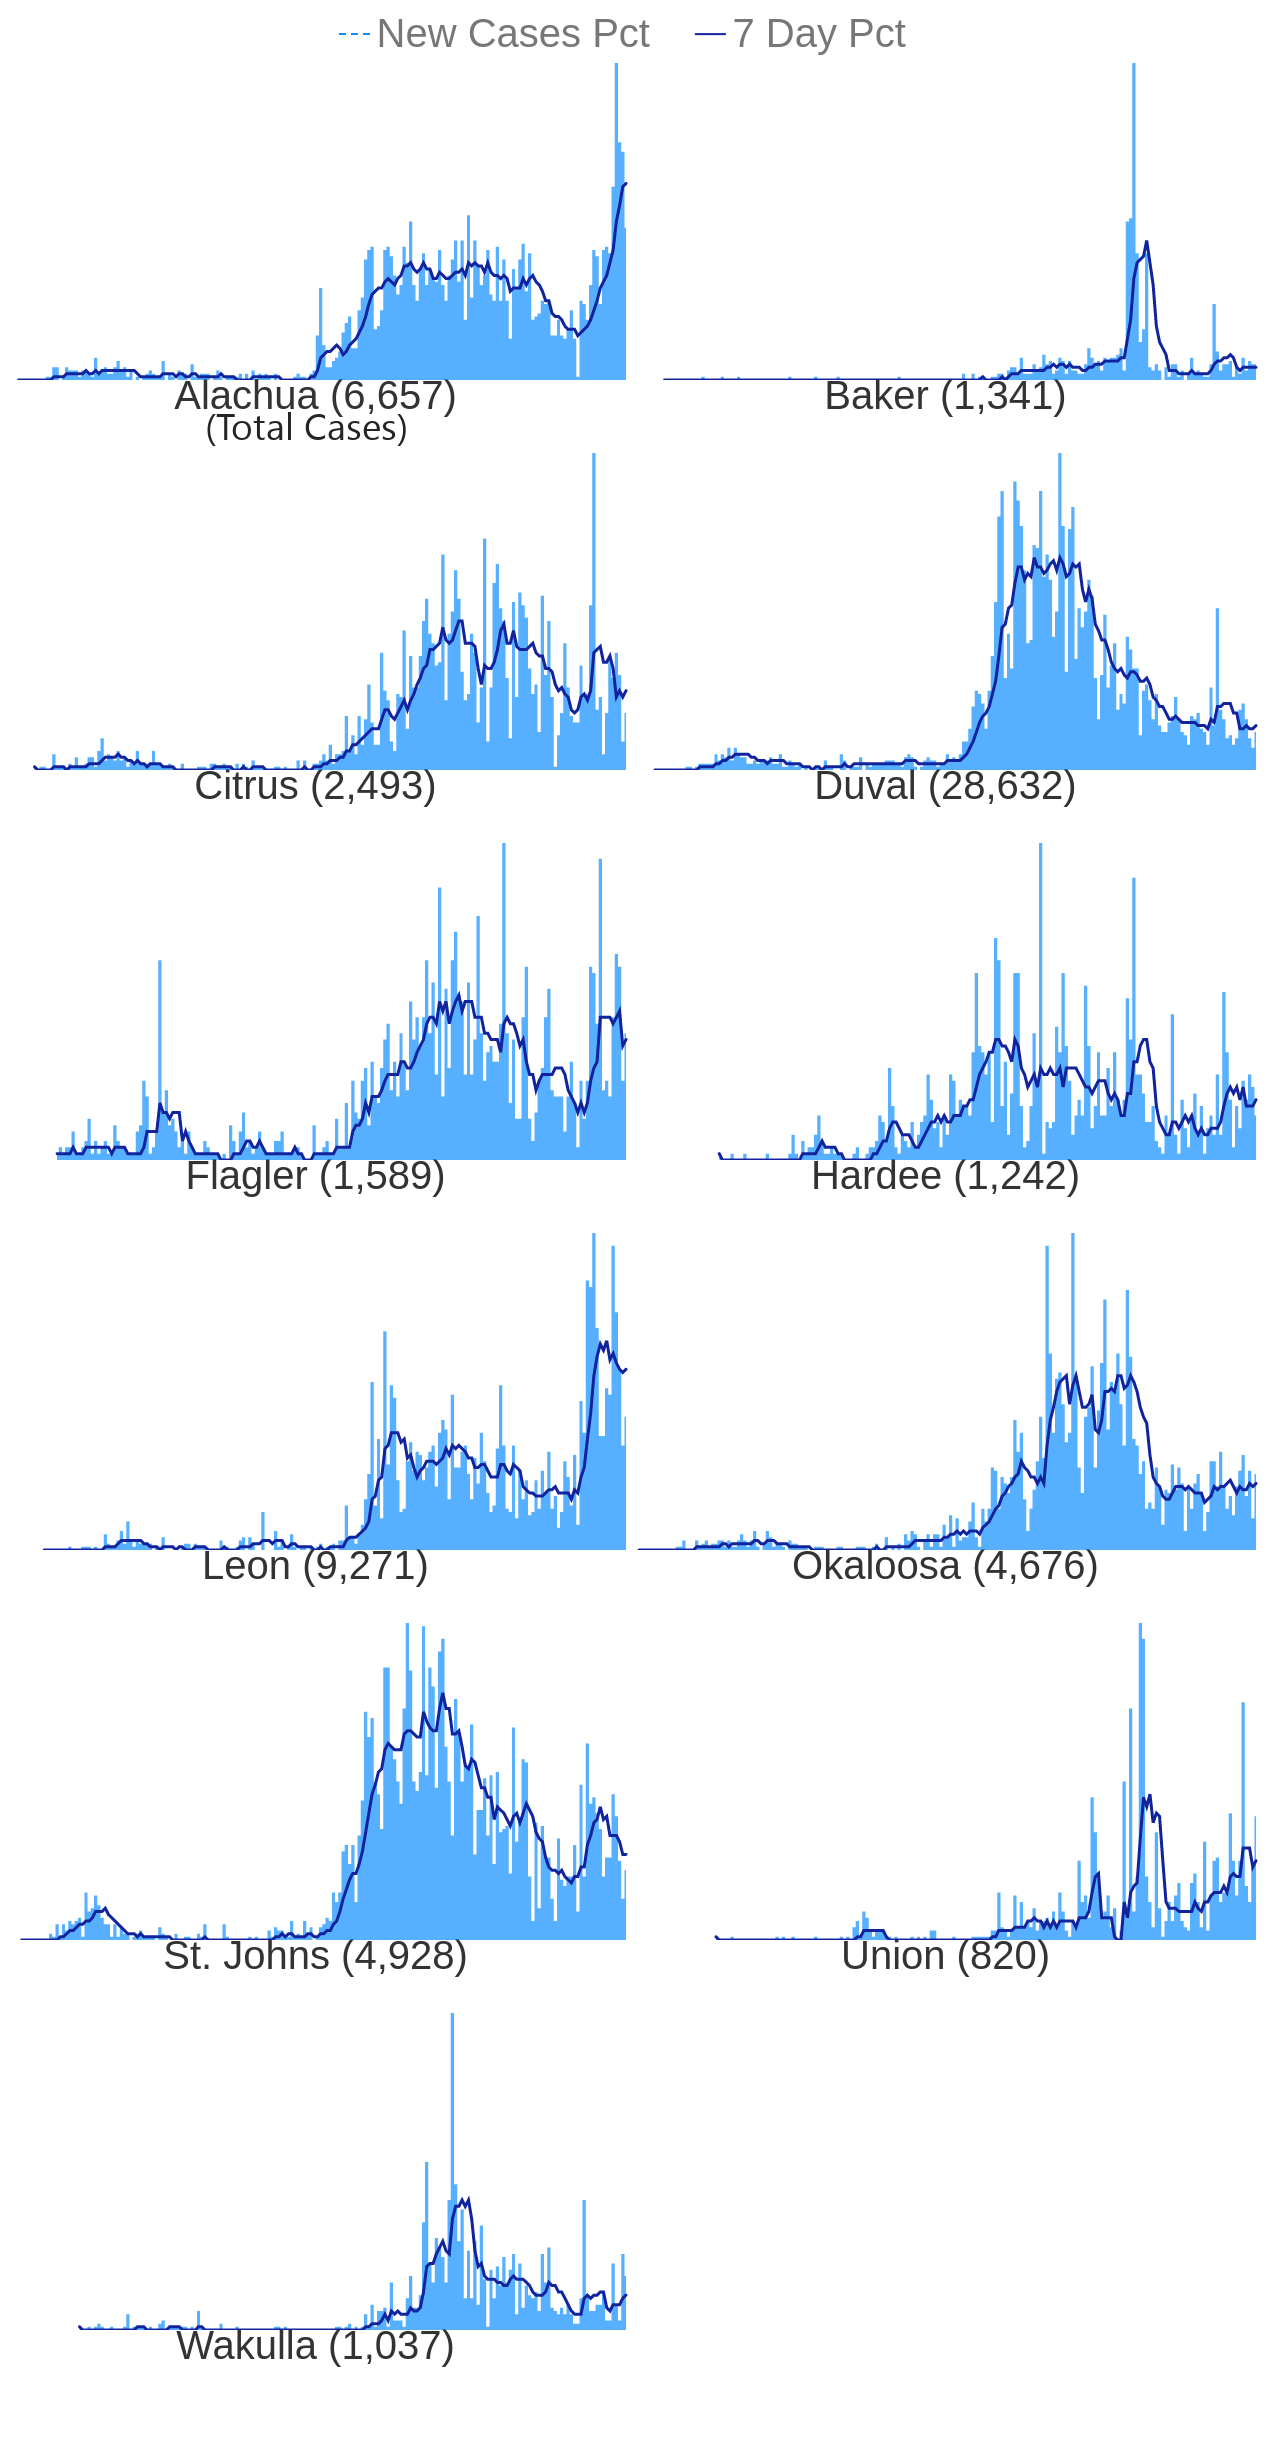 New Cases Pct 7 Day Pct
Alachua (6,657) Baker (1,341)
(Total Cases)
Citrus (2,493) Duval (28,632)
Flagler (1,589) Hardee (1,242)
Leon (9,271) Okaloosa (4,676)
St. Johns (4,928) Union (820)
Wakulla (1,037)